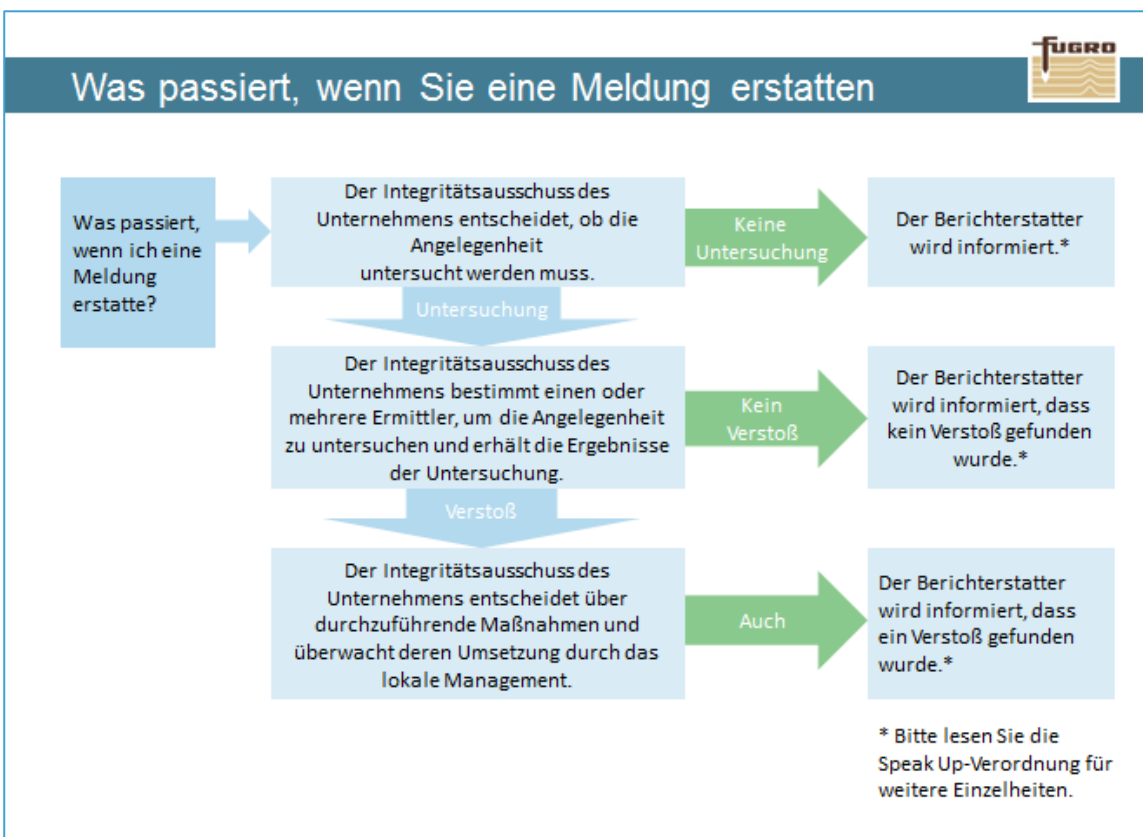 FUGRO
Was passiert, wenn Sie eine Meldung erstatten
Was passiert,
wenn ich eine
Meldung
erstatte?
Der Integritätsausschuss des
Unternehmens entscheidet, ob die
Angelegenheit
untersucht werden muss.
Keine
Untersuchung
Der Berichterstatter
wird informiert.*
Untersuchung
Der Integritätsausschuss des
Unternehmens bestimmt einen oder
mehrere Ermittler, um die Angelegenheit
zu untersuchen und erhält die Ergebnisse
der Untersuchung.
Kein
Verstoß
Der Berichterstatter
wird informiert, dass
kein Verstoß gefunden
wurde.*
Verstoß
Der Integritätsausschuss des
Unternehmens entscheidet über
durchzuführende Maßnahmen und
überwacht deren Umsetzung durch das
lokale Management.
Auch
Der Berichterstatter
wird informiert, dass
ein Verstoß gefunden
wurde.*
* Bitte lesen Sie die
Speak Up-Verordnung für
weitere Einzelheiten.